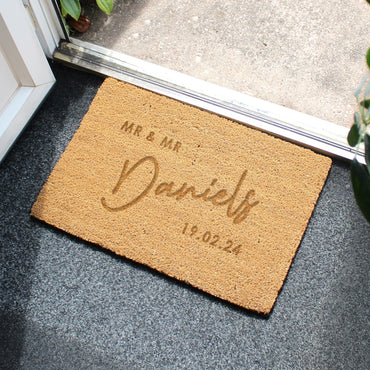 MR & MR
Daniels
19.02.24